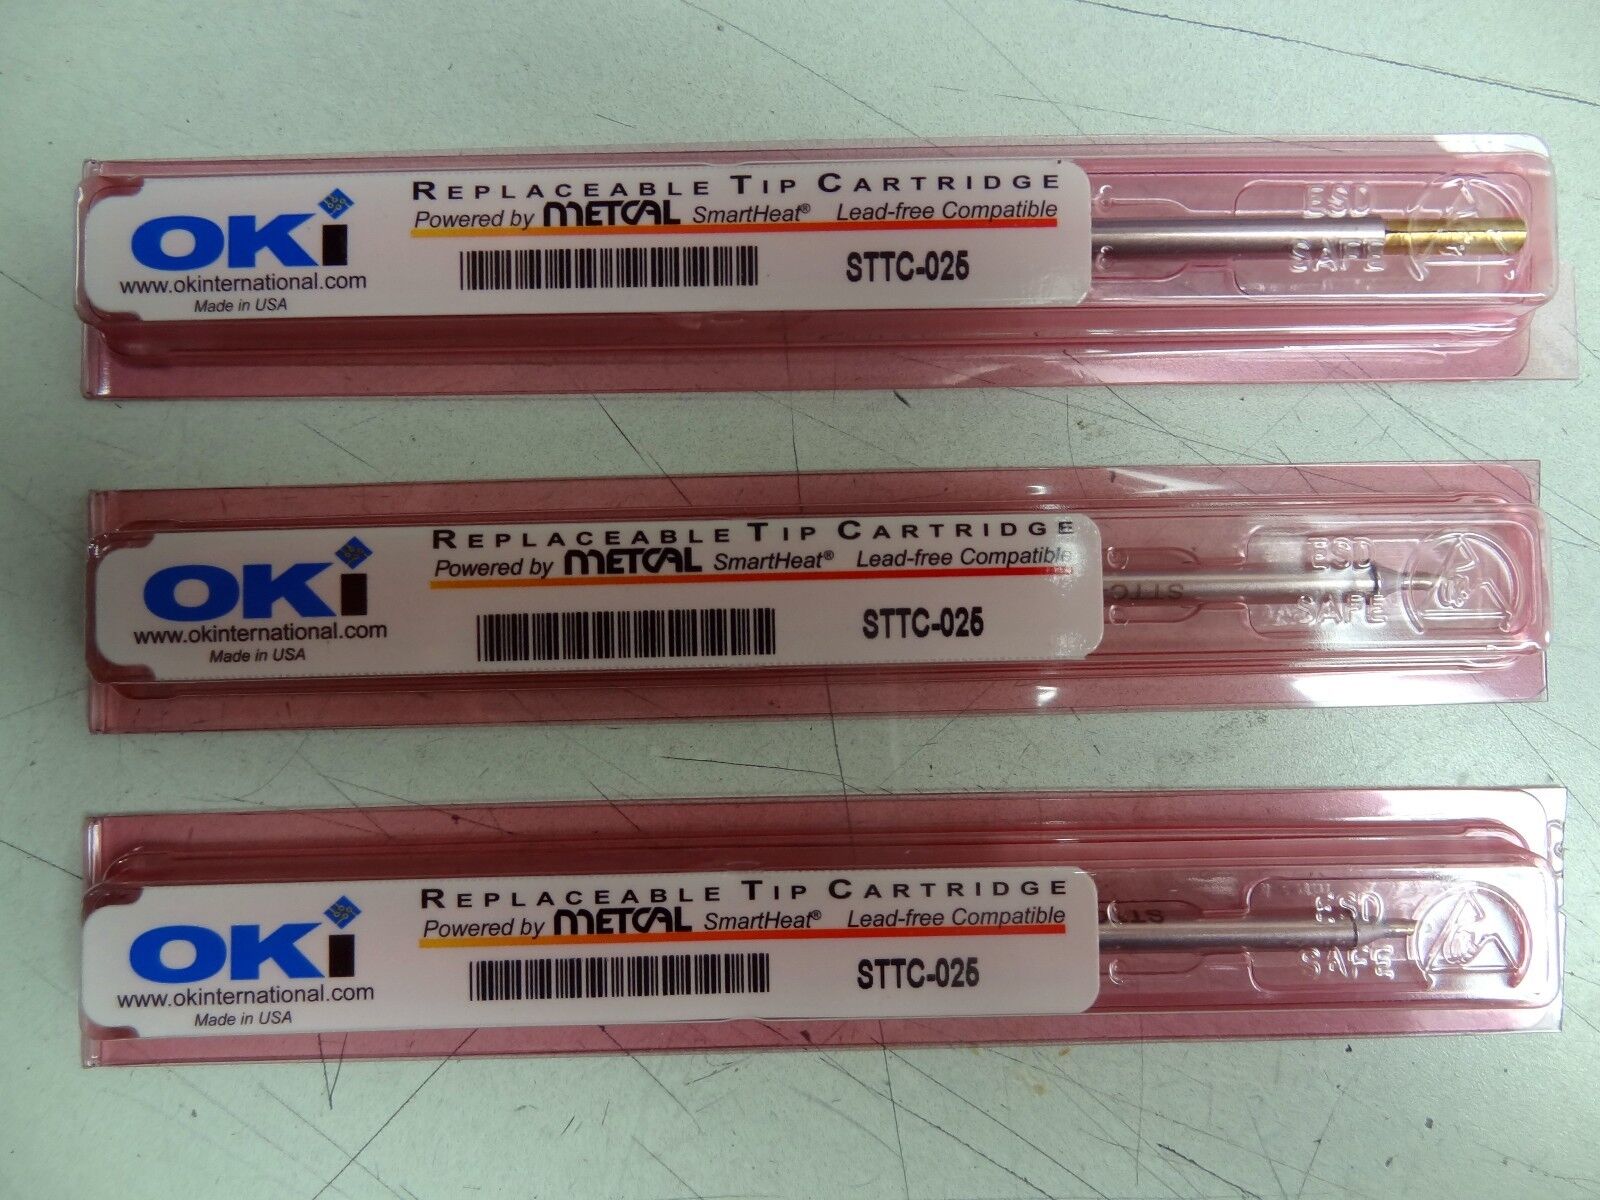 OKi
www.okinternational.com
Made in USA
REPLACEABLE TIP CARTRIDGE
Powered by METCAL SmartHeat® Lead-free Compatible
STTC-025
ESD
SAFE
OKi
www.okinternational.com
Made in USA
REPLACEABLE TIP CARTRIDGE
Powered by METCAL SmartHeat® Lead-free Compatible
STTC-025
STTC-
ESD
SAFE
OKi
www.okinternational.com
Made in USA
REPLACEABLE TIP CARTRIDGE
Powered by METCAL SmartHeat® Lead-free Compatible
STTC-025
ESD
SAFE